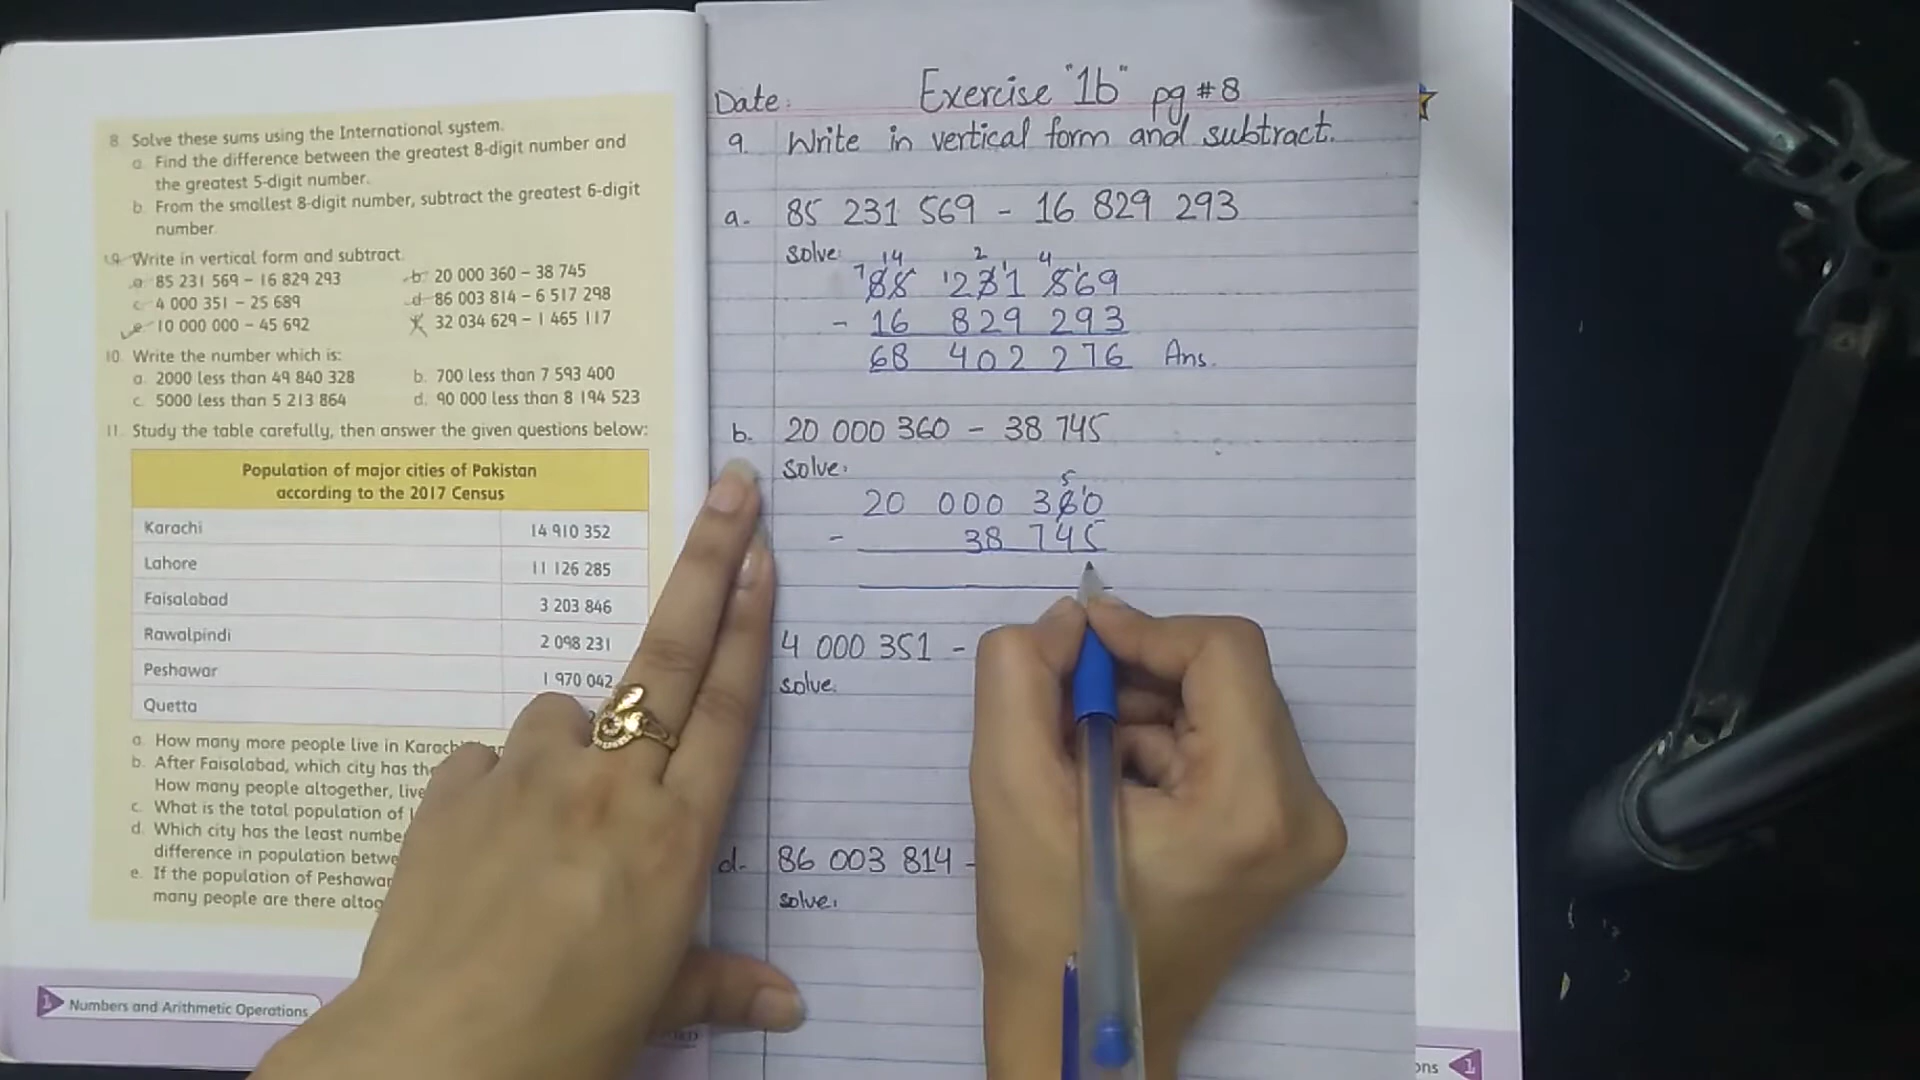 8. Solve these sums using the International system.
a. Find the difference between the greatest 8-digit number and
the greatest 5-digit number.
b. From the smallest 8-digit number, subtract the greatest 6-digit
number.
9. Write in vertical form and subtract.
a. 85 231 569 – 16 829 293 b. 20 000 360 – 38 745
c. 4 000 351 – 25 689 d. 86 003 814 – 6 517 298
e. 10 000 000 – 45 692 32 034 629 – 1 465 117
10. Write the number which is:
a. 2000 less than 49 840 328 b. 700 less than 7 593 400
c. 5000 less than 5 213 864 d. 90 000 less than 8 194 523
11. Study the table carefully, then answer the given questions below:
Population of major cities of Pakistan
according to the 2017 Census
Karachi 14 910 352
Lahore 11 126 285
Faisalabad 3 203 846
Rawalpindi 2 098 231
Peshawar 1 970 042
Quetta
a. How many more people live in Karachi
b. After Faisalabad, which city has the
How many people altogether, live
c. What is the total population of
d. Which city has the least
difference in population
e. If the population of Peshawar
many people are there
1 Numbers and Arithmetic Operations
Date: Exercise "1b" pg #8
9. Write in vertical form and subtract.
a. 85 231 569 - 16 829 293
Solve:
7 14 2 1 4 1
85 1231 569
- 16 829 293
68 402 276 Ans.
b. 20 000 360 - 38 745
Solve:
5 1
20 000 360
- 38 745
4 000 351 -
Solve:
d. 86 003 814 -
Solve:
1